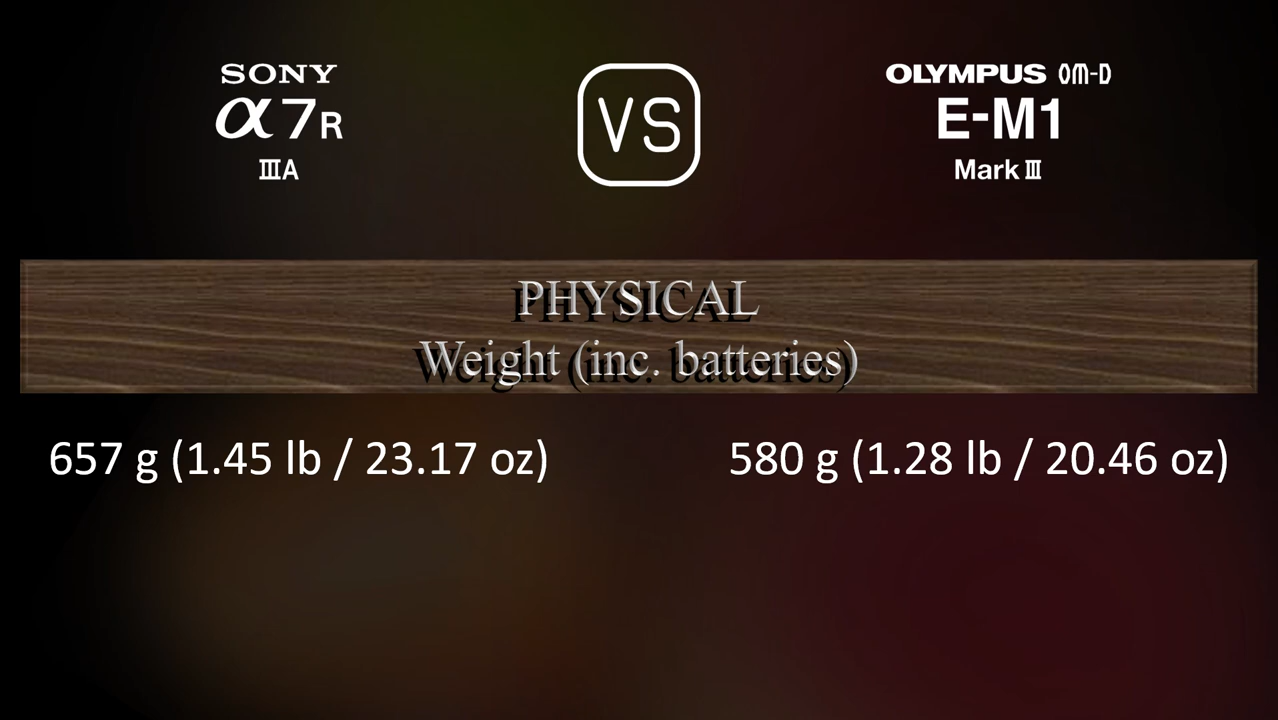 SONY
α7R
IIIA
VS
OLYMPUS OM-D
E-M1
Mark III
PHYSICAL
Weight (inc. batteries)
657 g (1.45 lb / 23.17 oz)
580 g (1.28 lb / 20.46 oz)